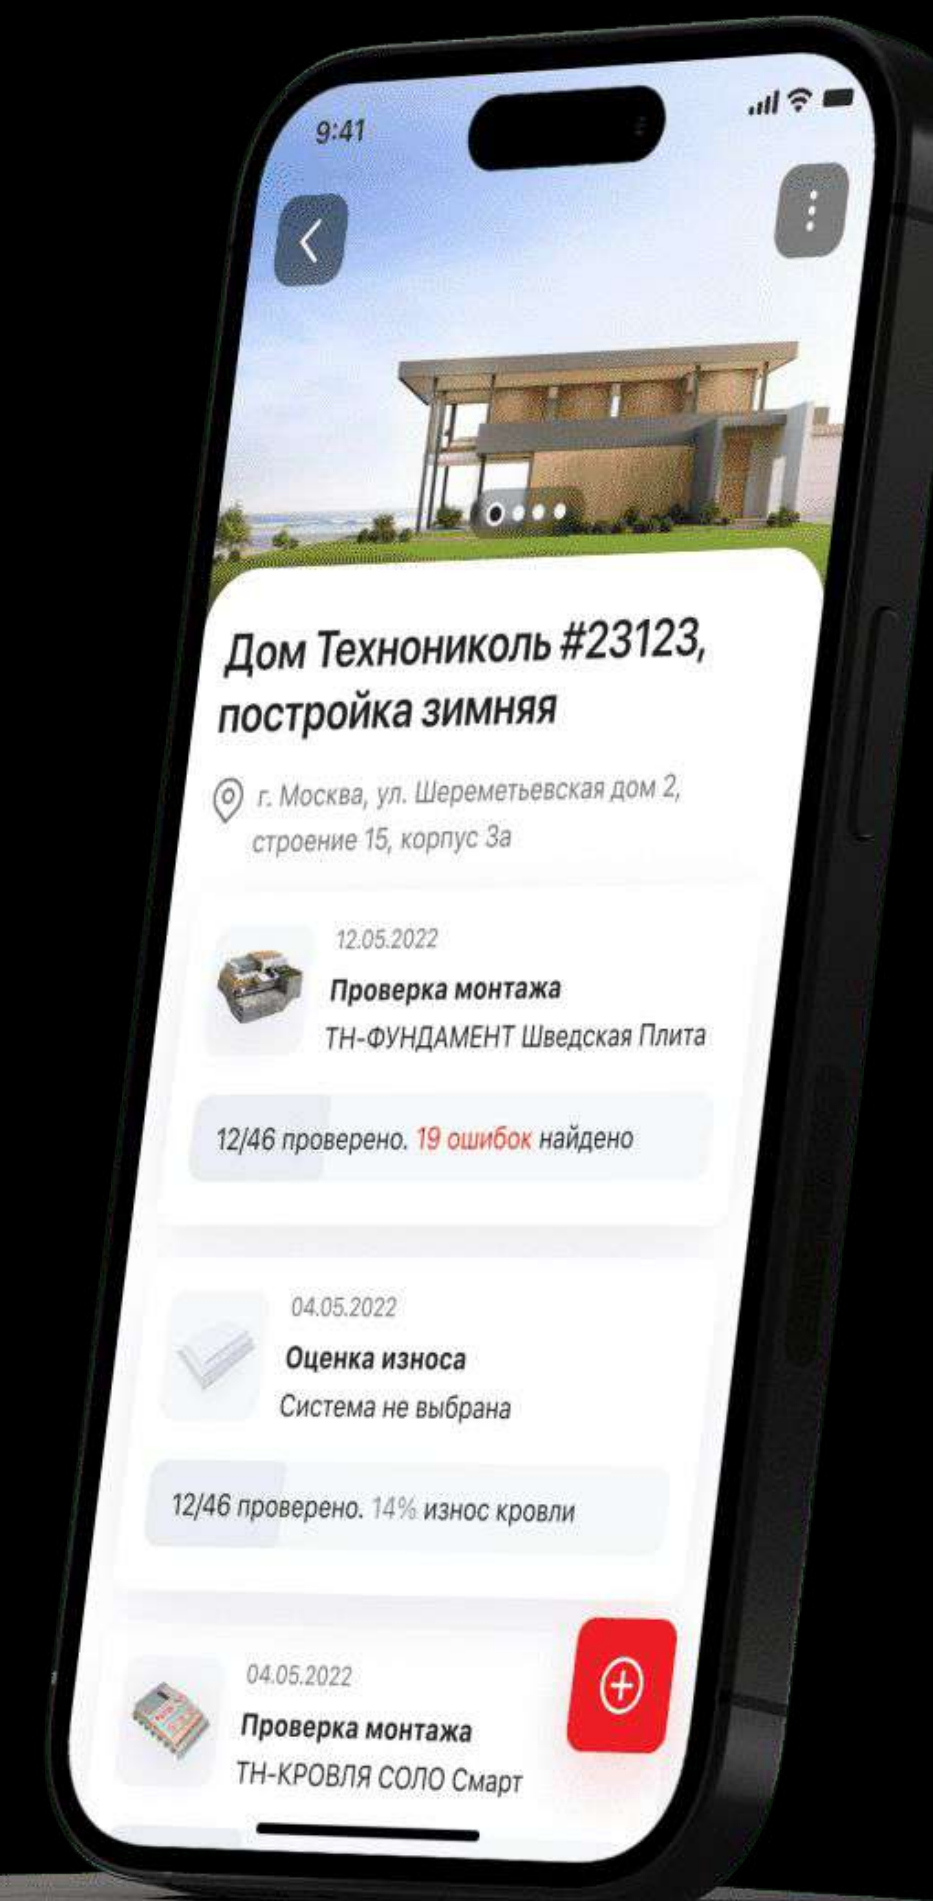 9:41
Дом Технониколь #23123,
постройка зимняя
г. Москва, ул. Шереметьевская дом 2,
строение 15, корпус 3а
12.05.2022
Проверка монтажа
ТН-ФУНДАМЕНТ Шведская Плита
12/46 проверено. 19 ошибок найдено
04.05.2022
Оценка износа
Система не выбрана
12/46 проверено. 14% износ кровли
04.05.2022
Проверка монтажа
ТН-КРОВЛЯ СОЛО Смарт